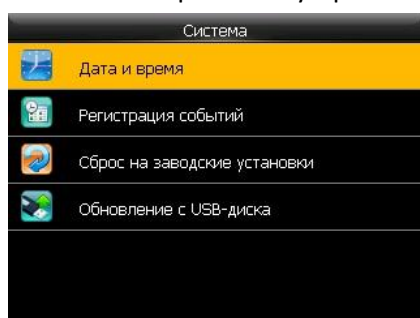 Система
Дата и время
Регистрация событий
Сброс на заводские установки
Обновление с USB-диска